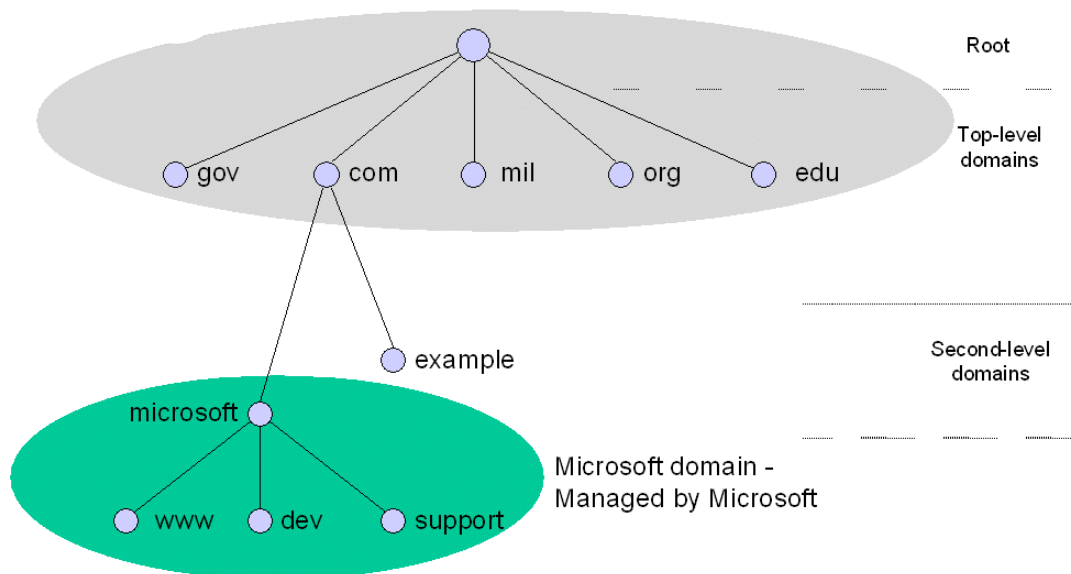 Root
Top-level
domains
gov
com
mil
org
edu
example
Second-level
domains
microsoft
Microsoft domain -
Managed by Microsoft
www
dev
support